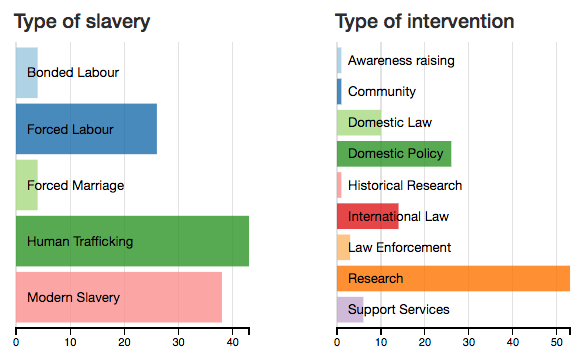 Type of slavery
Bonded Labour
Forced Labour
Forced Marriage
Human Trafficking
Modern Slavery
0 10 20 30 40
Type of intervention
Awareness raising
Community
Domestic Law
Domestic Policy
Historical Research
International Law
Law Enforcement
Research
Support Services
0 10 20 30 40 50